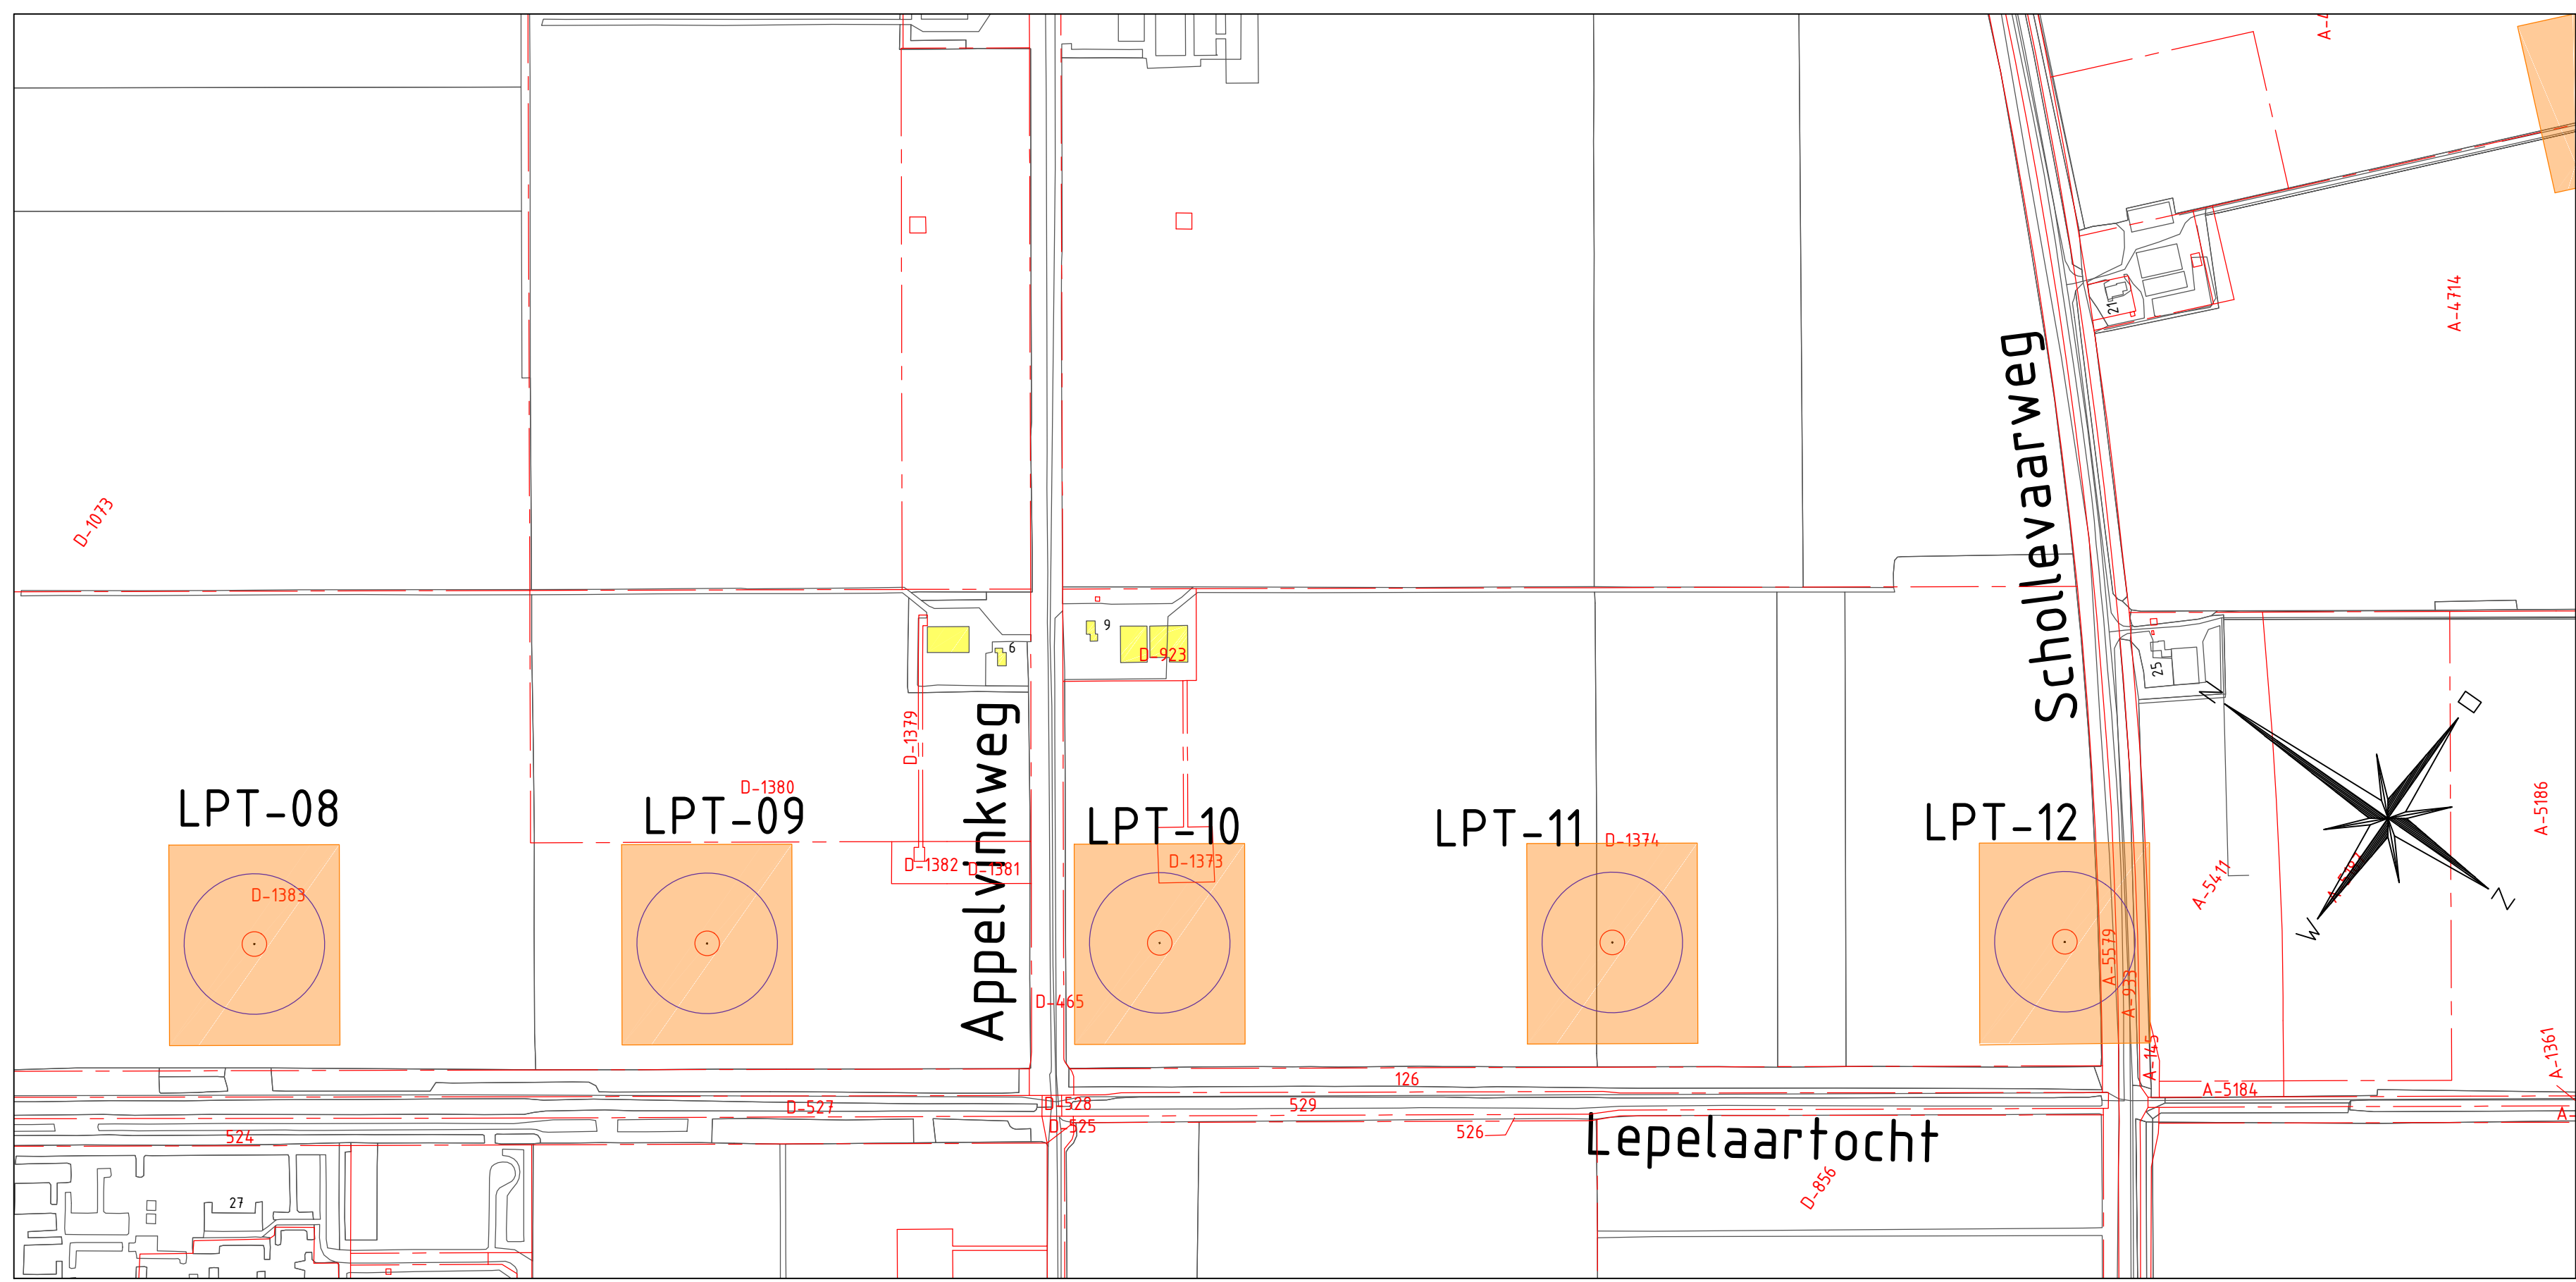 A-4714
21
Schollevaarweg
D-1073
9
6
D-923
25
N
O
D-1379
D-1380
A-5186
LPT-08
LPT-09
Appelvinkweg
LPT-10
LPT-11
LPT-12
D-1374
D-1382
D-1381
D-1373
D-1383
A-5411
W
Z
A-5579
A-933
D-465
A-145
A-1361
126
A-5184
D-527
D-528
529
D-525
526
524
Lepelaartocht
D-856
27